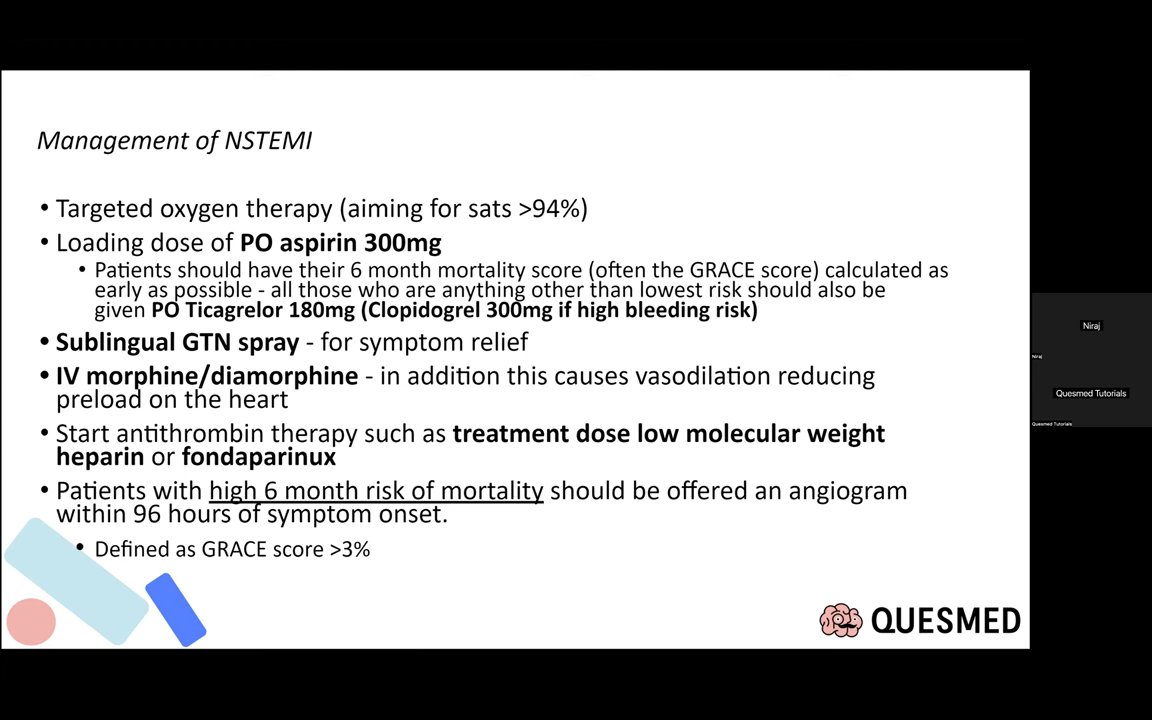 Management of NSTEMI
• Targeted oxygen therapy (aiming for sats >94%)
• Loading dose of PO aspirin 300mg
• Patients should have their 6 month mortality score (often the GRACE score) calculated as
early as possible - all those who are anything other than lowest risk should also be
given PO Ticagrelor 180mg (Clopidogrel 300mg if high bleeding risk)
• Sublingual GTN spray - for symptom relief
• IV morphine/diamorphine - in addition this causes vasodilation reducing
preload on the heart
• Start antithrombin therapy such as treatment dose low molecular weight
heparin or fondaparinux
• Patients with high 6 month risk of mortality should be offered an angiogram
within 96 hours of symptom onset.
• Defined as GRACE score >3%
QUESMED
Niraj
Niraj
Quesmed Tutorials
Quesmed Tutorials